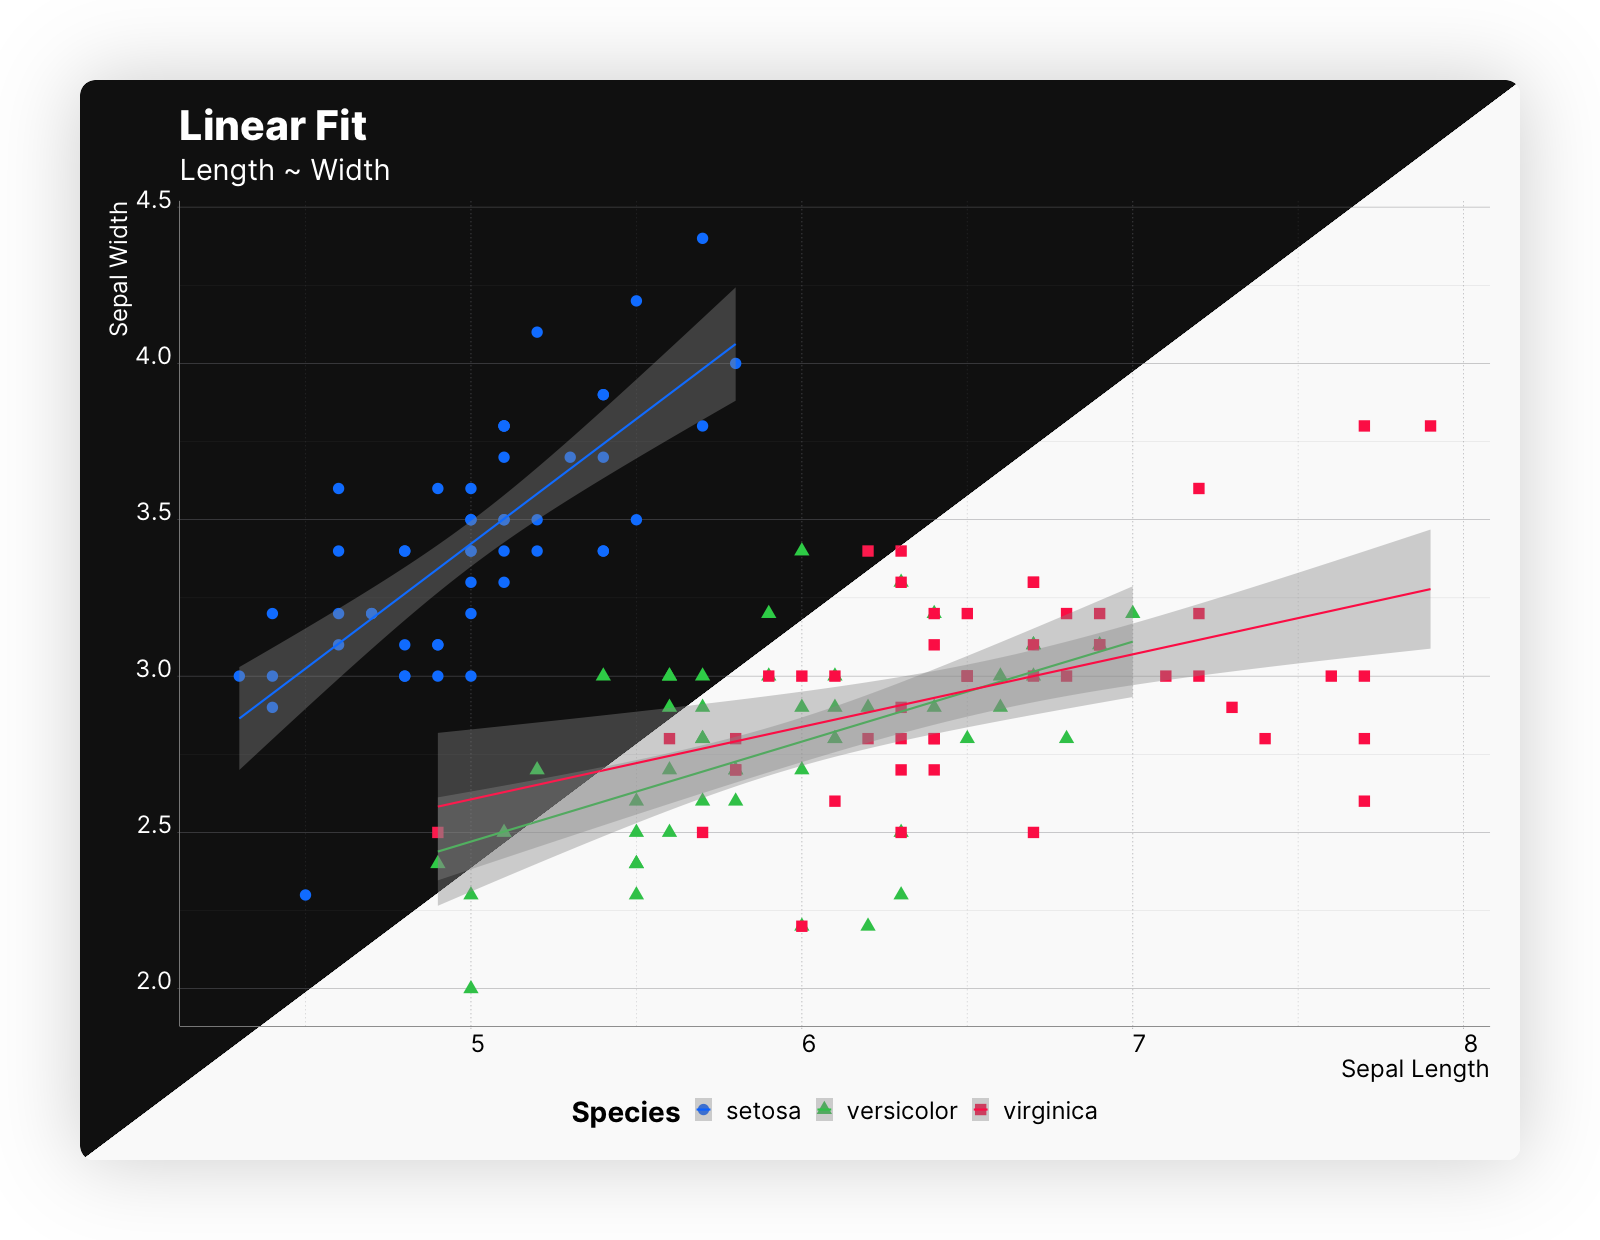 Linear Fit
Length ~ Width
Sepal Width
4.5
4.0
3.5
3.0
2.5
2.0
5 6 7 8
Sepal Length
Species setosa versicolor virginica